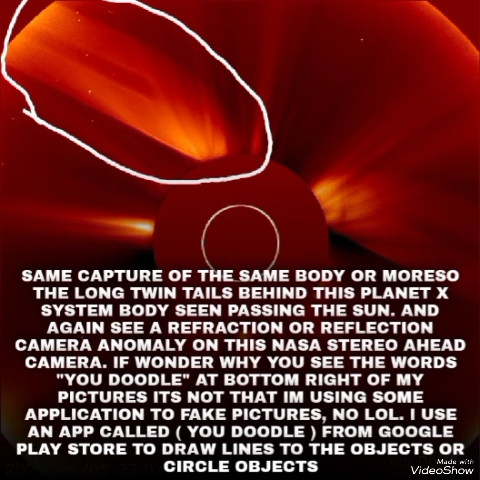 SAME CAPTURE OF THE SAME BODY OR MORESO
THE LONG TWIN TAILS BEHIND THIS PLANET X
SYSTEM BODY SEEN PASSING THE SUN. AND
AGAIN SEE A REFRACTION OR REFLECTION
CAMERA ANOMALY ON THIS NASA STEREO AHEAD
CAMERA. IF WONDER WHY YOU SEE THE WORDS
"YOU DOODLE" AT BOTTOM RIGHT OF MY
PICTURES ITS NOT THAT IM USING SOME
APPLICATION TO FAKE PICTURES, NO LOL. I USE
AN APP CALLED ( YOU DOODLE ) FROM GOOGLE
PLAY STORE TO DRAW LINES TO THE OBJECTS OR
CIRCLE OBJECTS
Made with
VideoShow